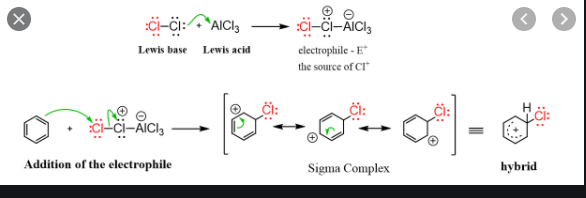 :Cl–Cl: + AlCl₃ → :Cl–Cl–AlCl₃
⊕ ⊖
Lewis base Lewis acid
electrophile - E⁺
the source of Cl⁺
+ :Cl–Cl–AlCl₃ → [ Cl: ↔ Cl: ↔ Cl: ] = H Cl:
⊕ ⊖ ⊕ ⊕ ⊕ +
Addition of the electrophile
Sigma Complex
hybrid